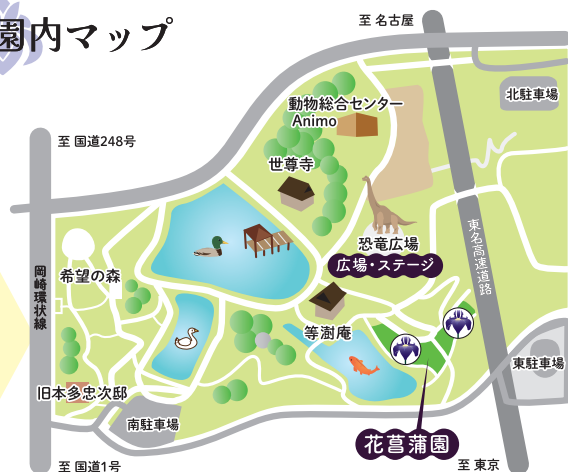 園内マップ
至 名古屋
北駐車場
動物総合センター
Animo
至 国道248号
世尊寺
恐竜広場
広場・ステージ
東名高速道路
岡崎環状線
希望の森
等澍庵
東駐車場
旧本多忠次邸
南駐車場
花菖蒲園
至 国道1号
至 東京